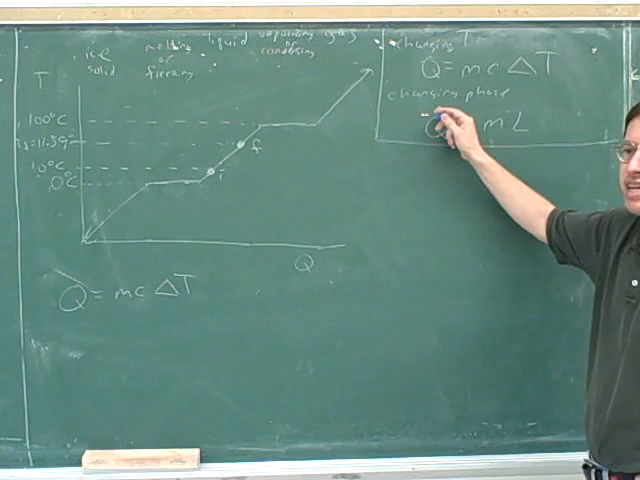 ice
solid
melting
or
freezing
liquid
vaporizing
or
condensing
gas
changing T
Q = mc ΔT
changing phase
Q = mL
T
100°C
10°C
0°C
i
f
Q
Q = mc ΔT